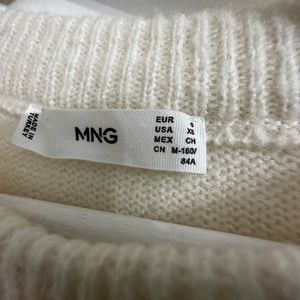 MADE IN
TURKEY
MNG
EUR S
USA XS
MEX CH
CN M-160/
84A